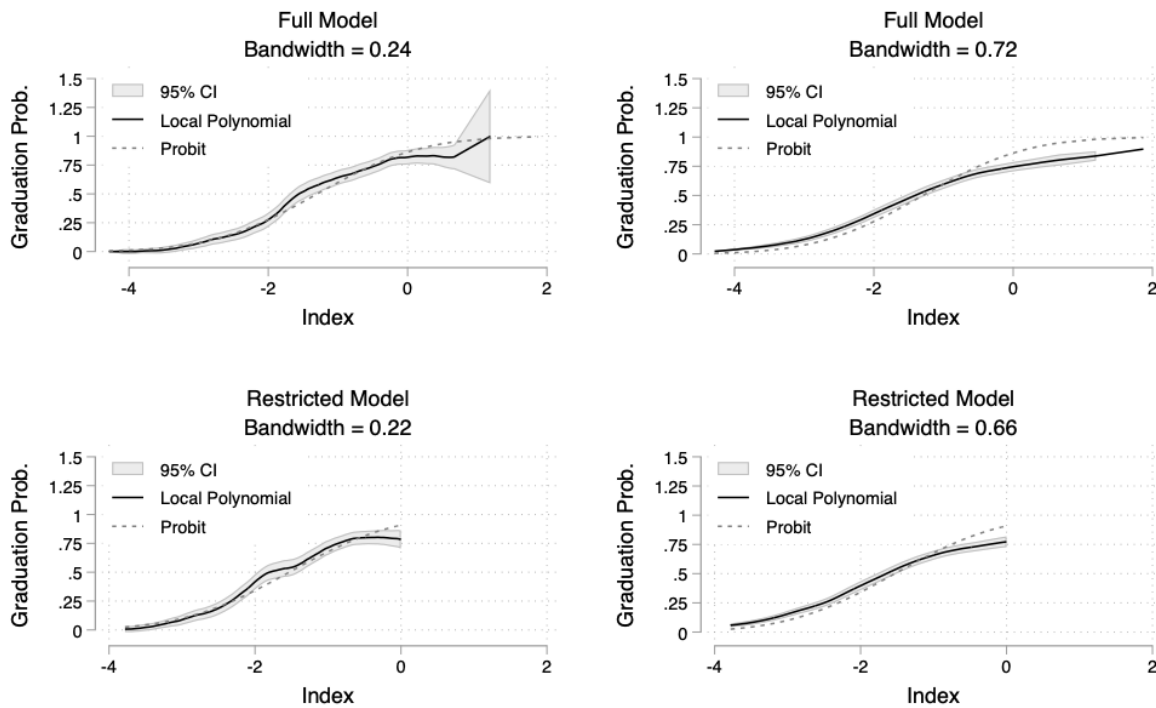 Full Model
Bandwidth = 0.24
Graduation Prob.
1.5
1.25
1
.75
.5
.25
0
95% CI
Local Polynomial
Probit
-4
-2
0
2
Index
Full Model
Bandwidth = 0.72
Graduation Prob.
1.5
1.25
1
.75
.5
.25
0
95% CI
Local Polynomial
Probit
-4
-2
0
2
Index
Restricted Model
Bandwidth = 0.22
Graduation Prob.
1.5
1.25
1
.75
.5
.25
0
95% CI
Local Polynomial
Probit
-4
-2
0
2
Index
Restricted Model
Bandwidth = 0.66
Graduation Prob.
1.5
1.25
1
.75
.5
.25
0
95% CI
Local Polynomial
Probit
-4
-2
0
2
Index